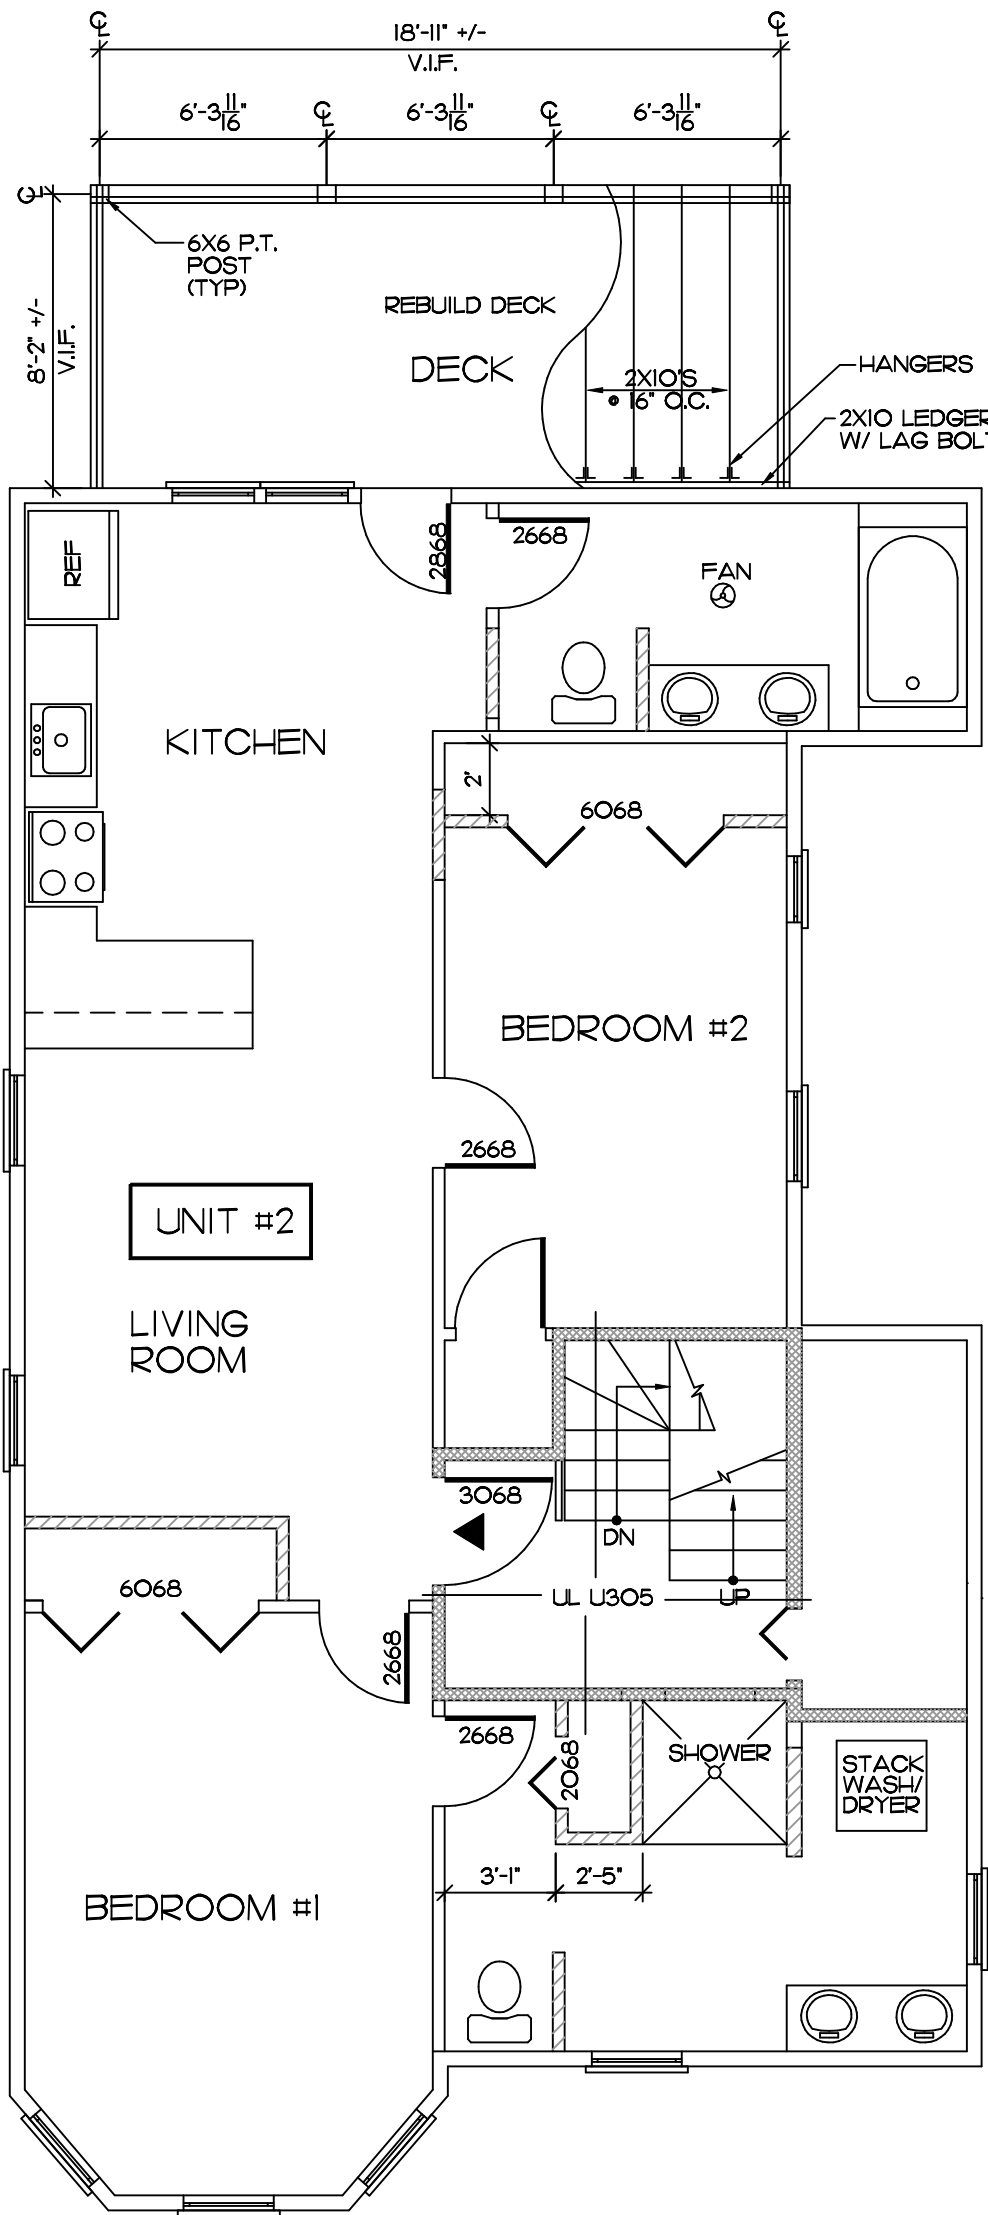 18'-11" +/-
V.I.F.
6'-3 11/16"
6'-3 11/16"
6'-3 11/16"
6X6 P.T.
POST
(TYP)
8'-2" +/-
V.I.F.
REBUILD DECK
DECK
2X10'S
@ 16" O.C.
HANGERS
2X10 LEDGER
W/ LAG BOLT
REF
2868
2668
FAN
KITCHEN
2'
6068
BEDROOM #2
2668
UNIT #2
LIVING
ROOM
3068
DN
6068
UL U305
UP
2668
2668
2068
SHOWER
STACK
WASH/
DRYER
3'-1"
2'-5"
BEDROOM #1